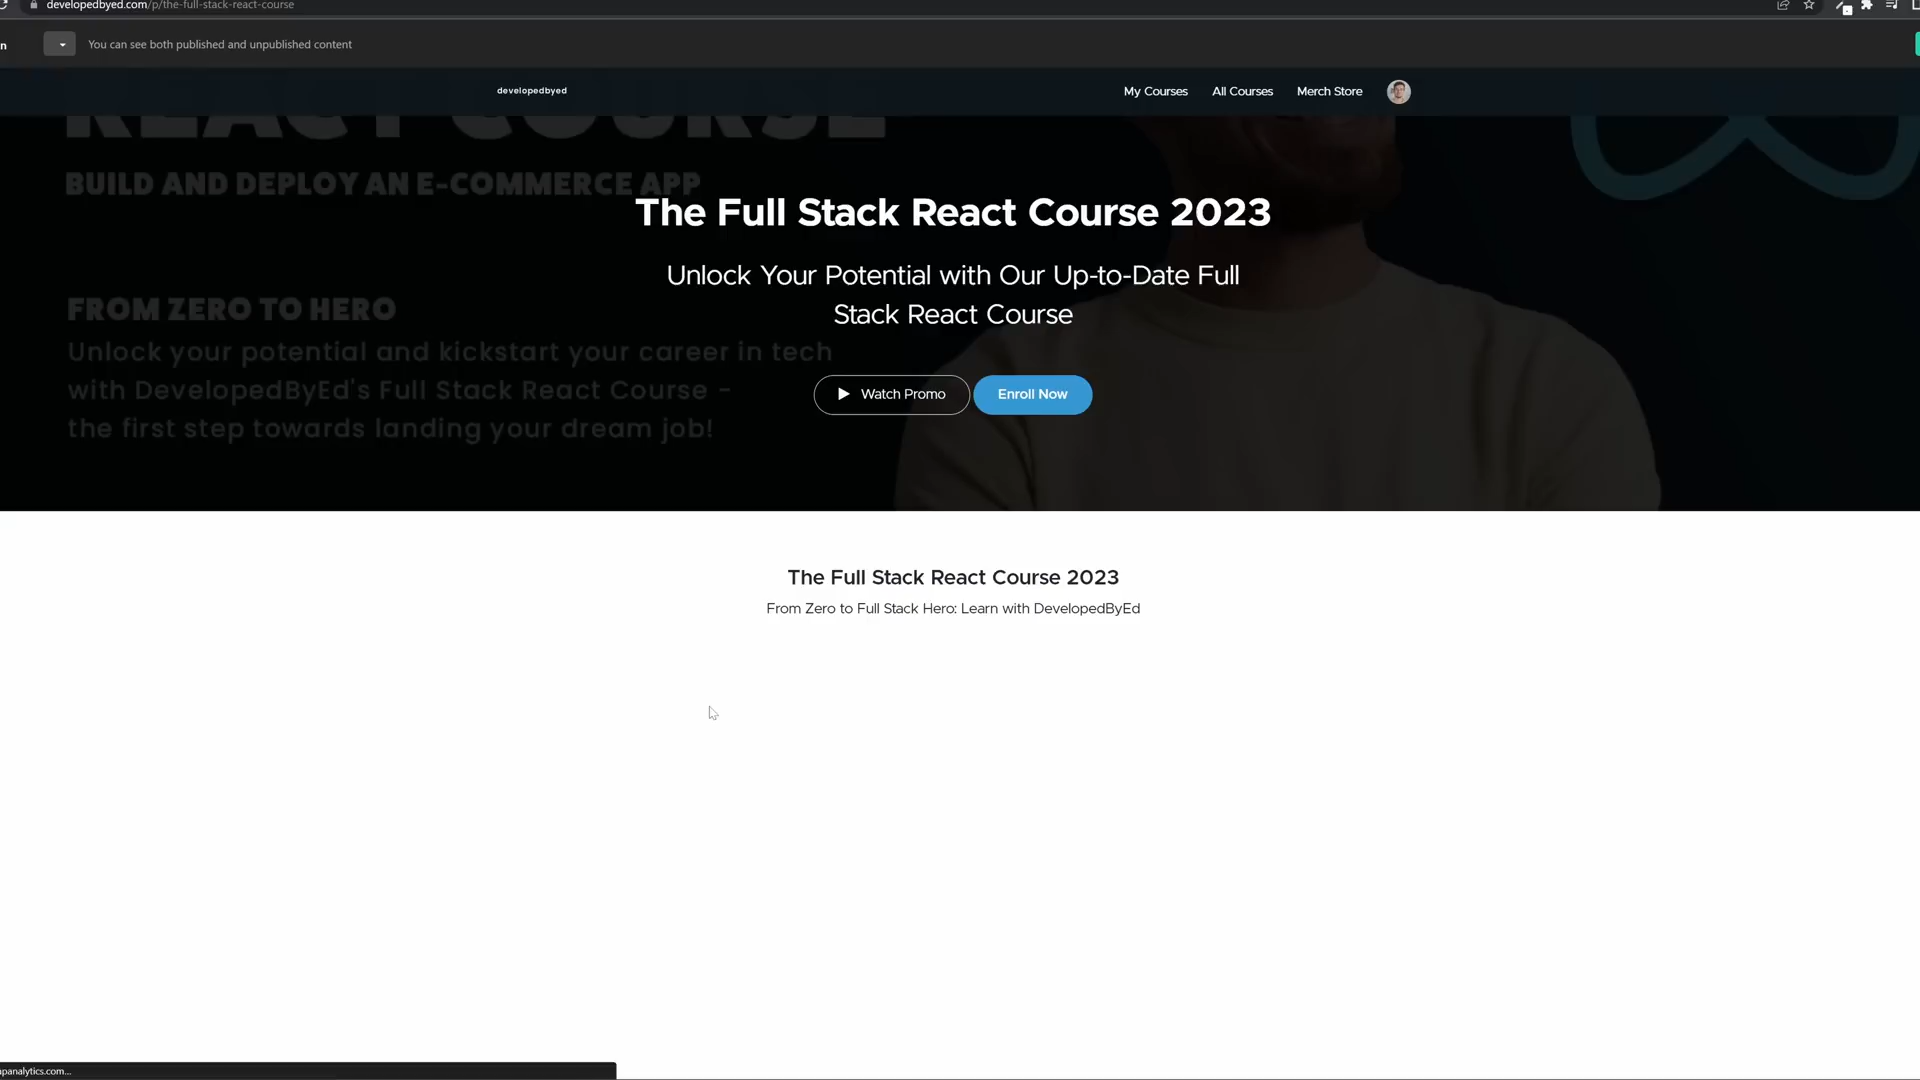 developedbyed.com/p/the-full-stack-react-course
n
You can see both published and unpublished content
developedbyed
My Courses
All Courses
Merch Store
REACT COURSE
BUILD AND DEPLOY AN E-COMMERCE APP
The Full Stack React Course 2023
Unlock Your Potential with Our Up-to-Date Full
Stack React Course
FROM ZERO TO HERO
Unlock your potential and kickstart your career in tech
with DevelopedByEd's Full Stack React Course -
the first step towards landing your dream job!
Watch Promo
Enroll Now
The Full Stack React Course 2023
From Zero to Full Stack Hero: Learn with DevelopedByEd
apanalytics.com...